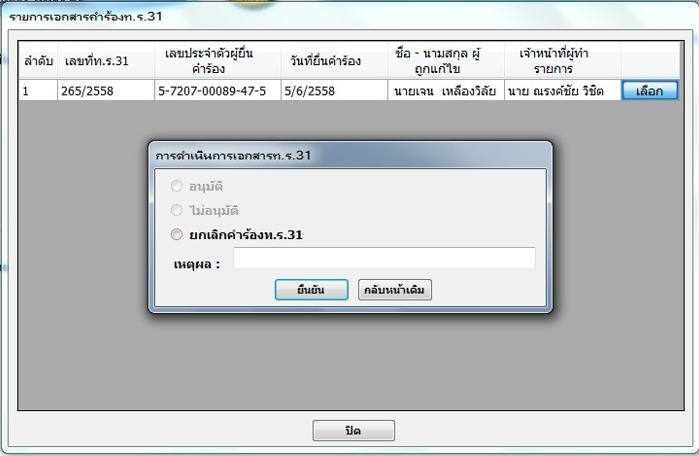 รายการเอกสารคำร้องท.ร.31
ลำดับ เลขที่ท.ร.31 เลขประจำตัวผู้ยื่นคำร้อง วันที่ยื่นคำร้อง ชื่อ - นามสกุล ผู้ถูกแก้ไข เจ้าหน้าที่ผู้ทำรายการ
1 265/2558 5-7207-00089-47-5 5/6/2558 นายเจน เหลืองวิลัย นาย ณรงค์ชัย วิชิต เลือก
การดำเนินการเอกสารท.ร.31
อนุมัติ
ไม่อนุมัติ
ยกเลิกคำร้องท.ร.31
เหตุผล :
ยืนยัน กลับหน้าเดิม
ปิด